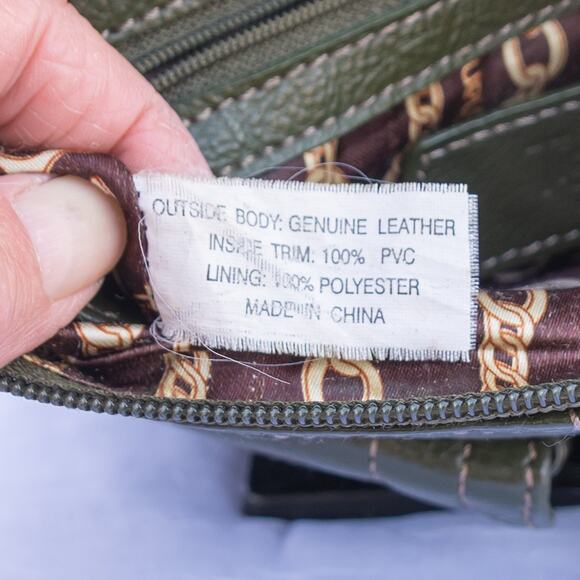 OUTSIDE BODY: GENUINE LEATHER
INSIDE TRIM: 100% PVC
LINING: 100% POLYESTER
MADE IN CHINA